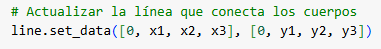 # Actualizar la línea que conecta los cuerpos
line.set_data([0, x1, x2, x3], [0, y1, y2, y3])